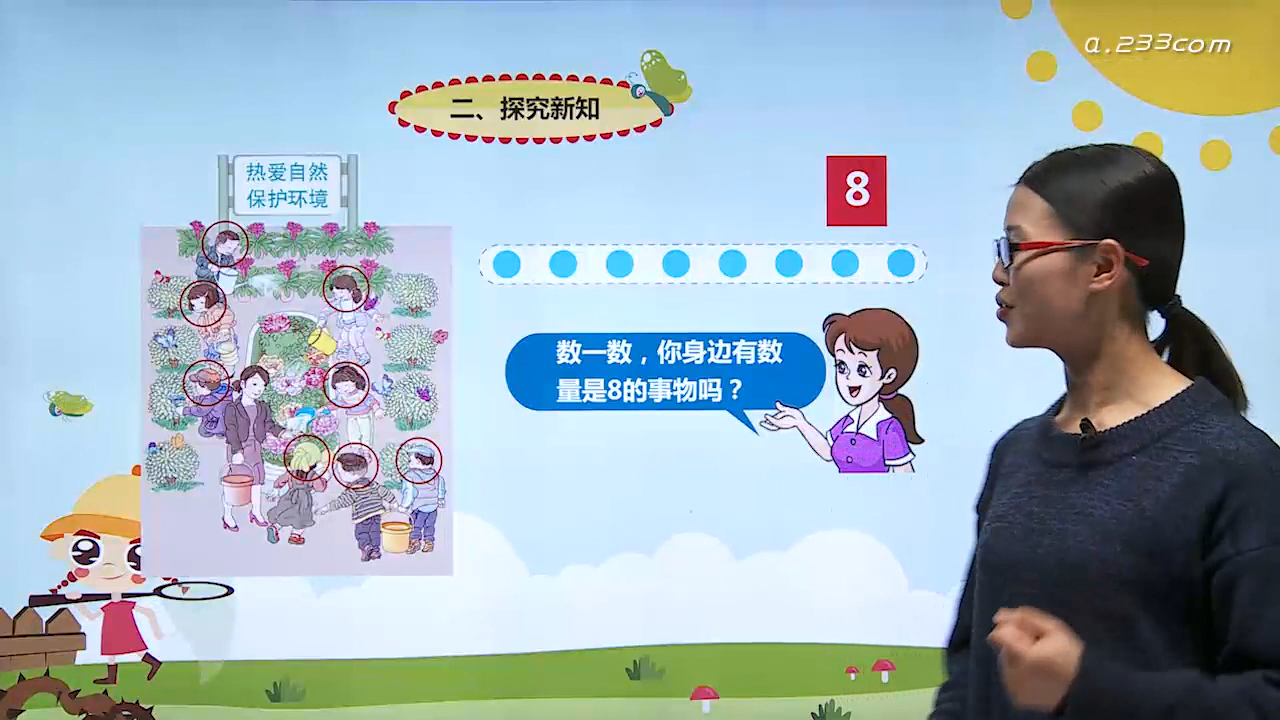 a.233com
二、探究新知
热爱自然
保护环境
8
数一数，你身边有数
量是8的事物吗？